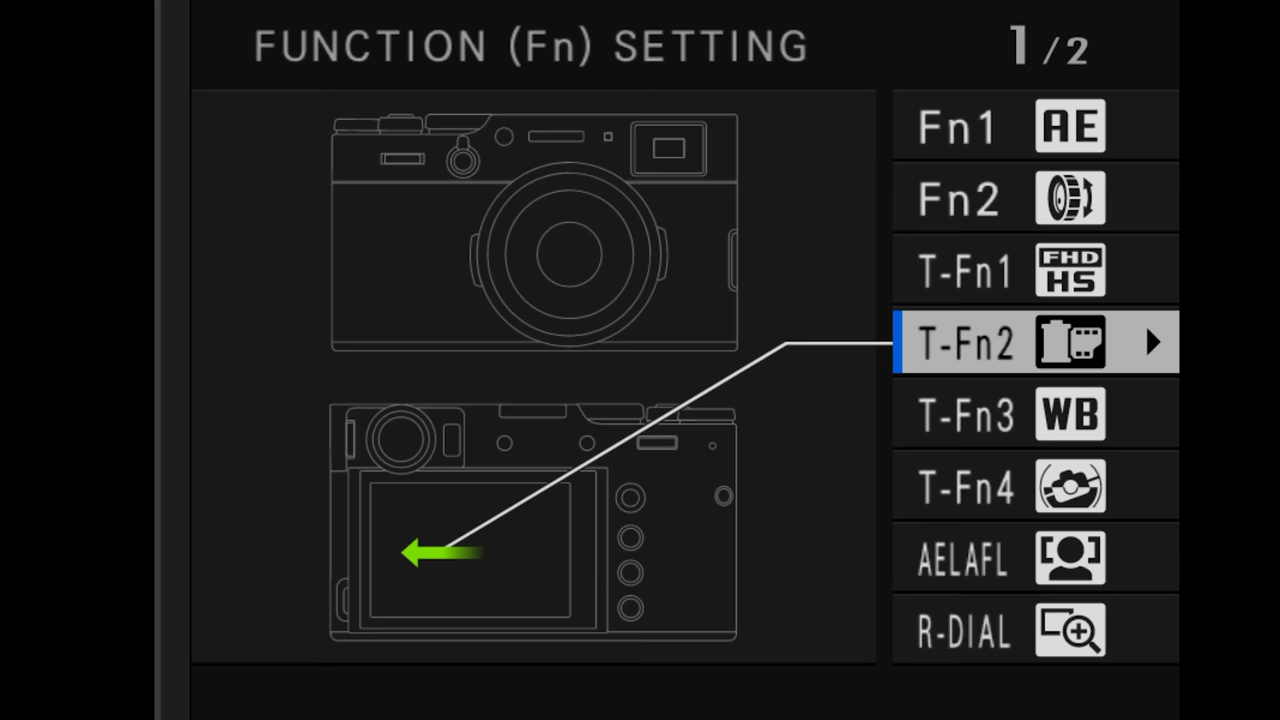 FUNCTION (Fn) SETTING 1/2
Fn1 AE
Fn2
T-Fn1 FHD HS
T-Fn2
T-Fn3 WB
T-Fn4
AELAFL
R-DIAL